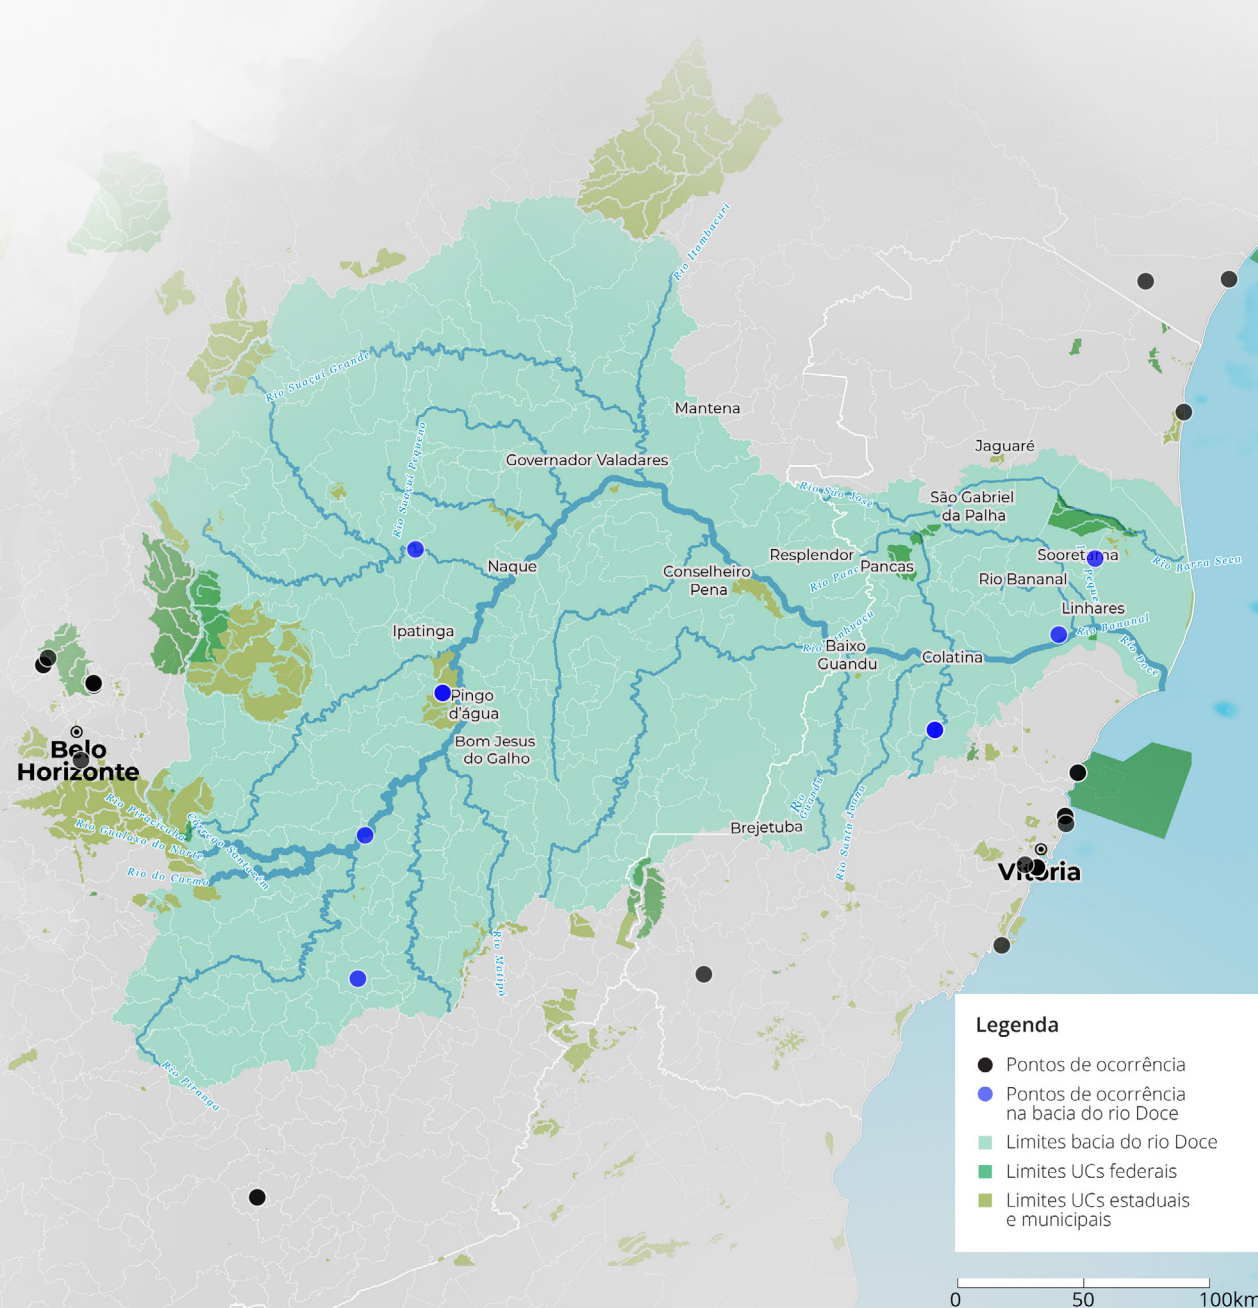 Rio Itambacuri
Rio Suaçui Grande
Mantena
Rio Suaçui Pequeno
Jaguaré
Governador Valadares
Rio São José
São Gabriel
da Palha
Resplendor
Pancas
Sooretama
Rio Barra Seca
Naque
Conselheiro
Pena
Rio Bananal
Linhares
Rio Bananal
Ipatinga
Baixo
Guandu
Colatina
Rio Doce
Pingo
d'água
Bom Jesus
do Galho
Belo
Horizonte
Rio Piracicaba
Rio Gualaxo do Norte
Córrego Santarém
Rio do Carmo
Rio
Guandu
Rio Santa Joana
Brejetuba
Vitória
Rio Matipó
Rio Piranga
Legenda
Pontos de ocorrência
Pontos de ocorrência
na bacia do rio Doce
Limites bacia do rio Doce
Limites UCs federais
Limites UCs estaduais
e municipais
0 50 100km